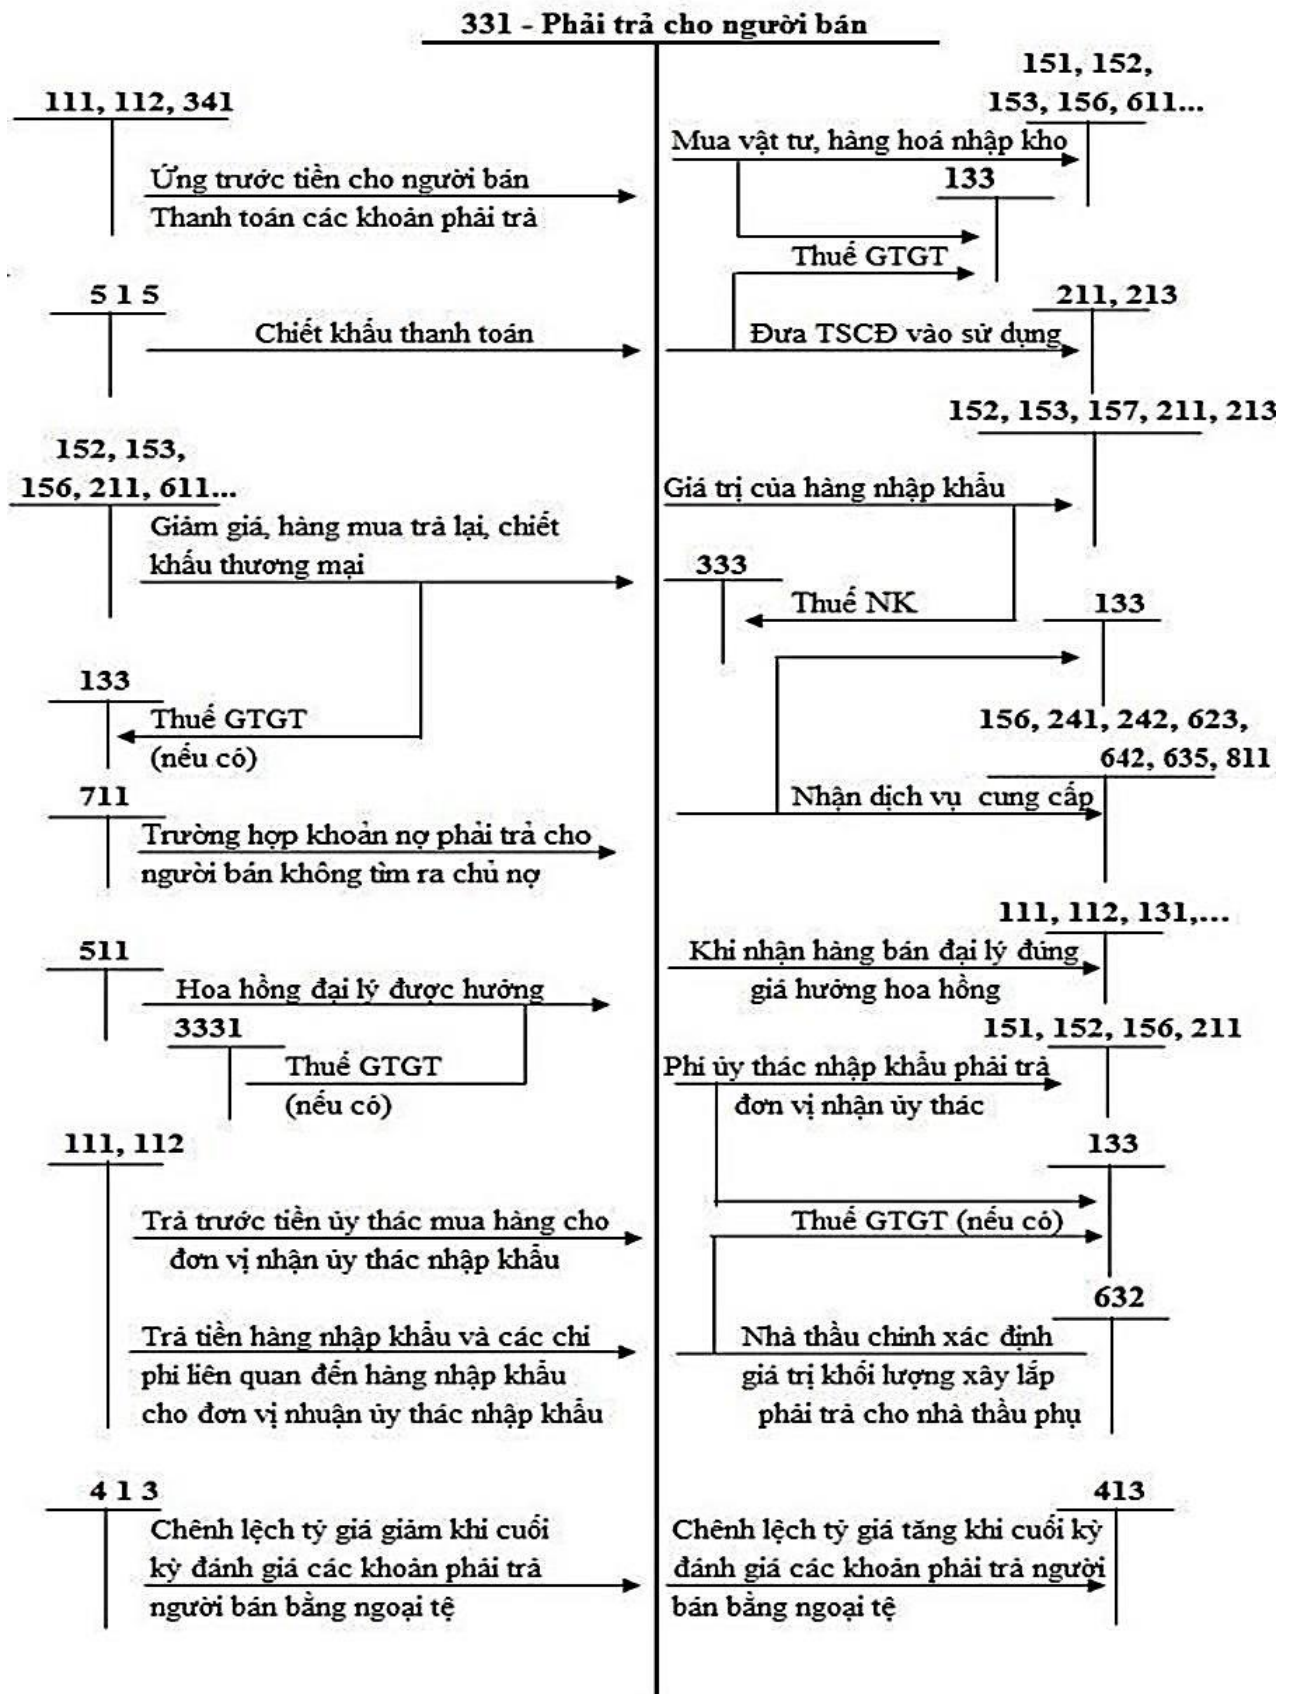 331 - Phải trả cho người bán
111, 112, 341
Ứng trước tiền cho người bán
Thanh toán các khoản phải trả
5 1 5
Chiết khấu thanh toán
152, 153,
156, 211, 611...
Giảm giá, hàng mua trả lại, chiết
khấu thương mại
133
Thuế GTGT
(nếu có)
711
Trường hợp khoản nợ phải trả cho
người bán không tìm ra chủ nợ
511
Hoa hồng đại lý được hưởng
3331
Thuế GTGT
(nếu có)
111, 112
Trả trước tiền ủy thác mua hàng cho
đơn vị nhận ủy thác nhập khẩu
Trả tiền hàng nhập khẩu và các chi
phí liên quan đến hàng nhập khẩu
cho đơn vị nhuận ủy thác nhập khẩu
4 1 3
Chênh lệch tỷ giá giảm khi cuối
kỳ đánh giá các khoản phải trả
người bán bằng ngoại tệ
151, 152,
153, 156, 611...
Mua vật tư, hàng hoá nhập kho
133
Thuế GTGT
211, 213
Đưa TSCĐ vào sử dụng
152, 153, 157, 211, 213
Giá trị của hàng nhập khẩu
333
Thuế NK
133
156, 241, 242, 623,
642, 635, 811
Nhận dịch vụ cung cấp
111, 112, 131,...
Khi nhận hàng bán đại lý đúng
giá hưởng hoa hồng
151, 152, 156, 211
Phí ủy thác nhập khẩu phải trả
đơn vị nhận ủy thác
133
Thuế GTGT (nếu có)
632
Nhà thầu chính xác định
giá trị khối lượng xây lắp
phải trả cho nhà thầu phụ
413
Chênh lệch tỷ giá tăng khi cuối kỳ
đánh giá các khoản phải trả người
bán bằng ngoại tệ